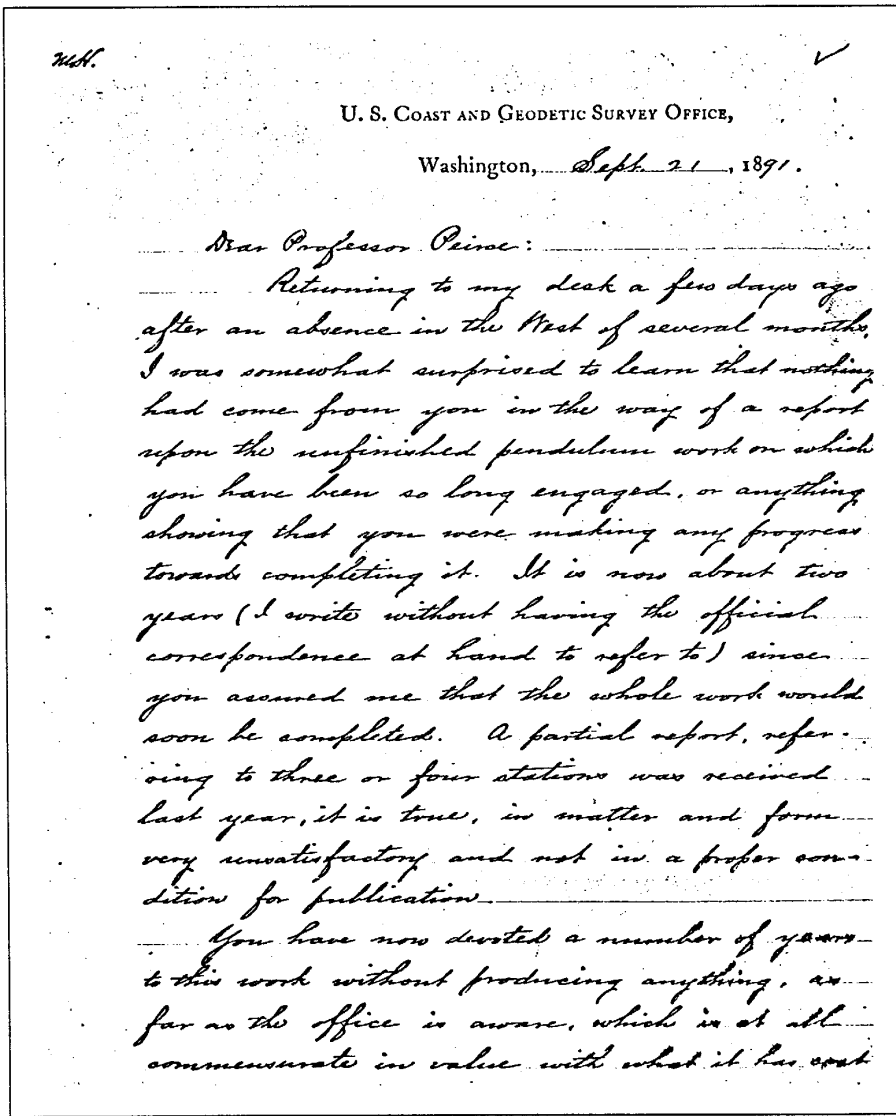 M.H.
U. S. COAST AND GEODETIC SURVEY OFFICE,
Washington, Sept. 21, 1891.
Dear Professor Peirce:
Returning to my desk a few days ago
after an absence in the West of several months,
I was somewhat surprised to learn that nothing
had come from you in the way of a report
upon the unfinished pendulum work on which
you have been so long engaged, or anything
showing that you were making any progress
towards completing it. It is now about two
years (I write without having the official
correspondence at hand to refer to) since
you assured me that the whole work would
soon be completed. A partial report, refer-
ring to three or four stations was received
last year, it is true, in matter and form
very unsatisfactory and not in a proper con-
dition for publication.
You have now devoted a number of years
to this work without producing anything, as
far as the office is aware, which is at all
commensurate in value with what it has cost